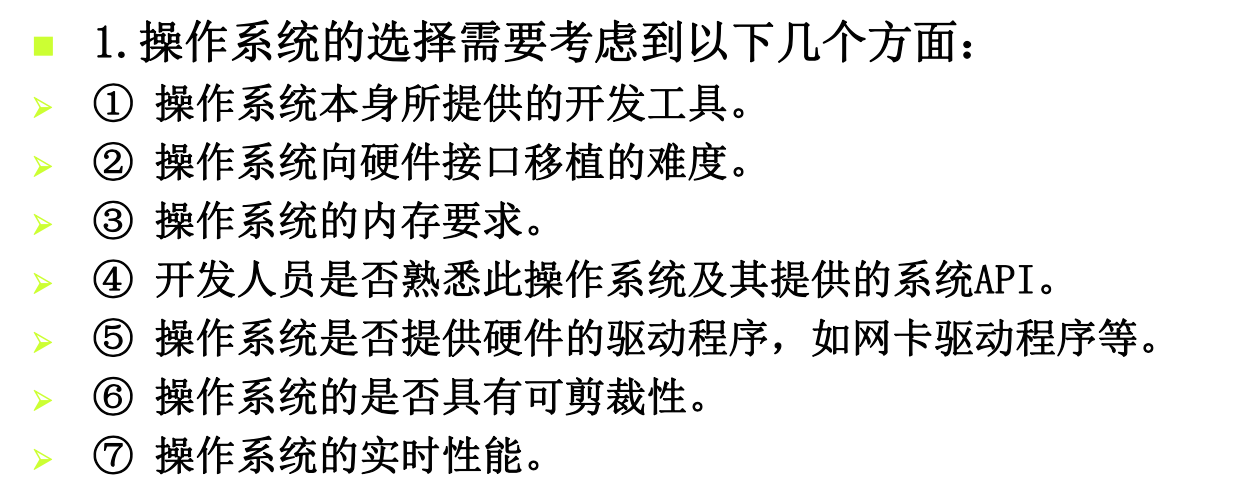 1.操作系统的选择需要考虑到以下几个方面：
① 操作系统本身所提供的开发工具。
② 操作系统向硬件接口移植的难度。
③ 操作系统的内存要求。
④ 开发人员是否熟悉此操作系统及其提供的系统API。
⑤ 操作系统是否提供硬件的驱动程序，如网卡驱动程序等。
⑥ 操作系统的是否具有可剪裁性。
⑦ 操作系统的实时性能。